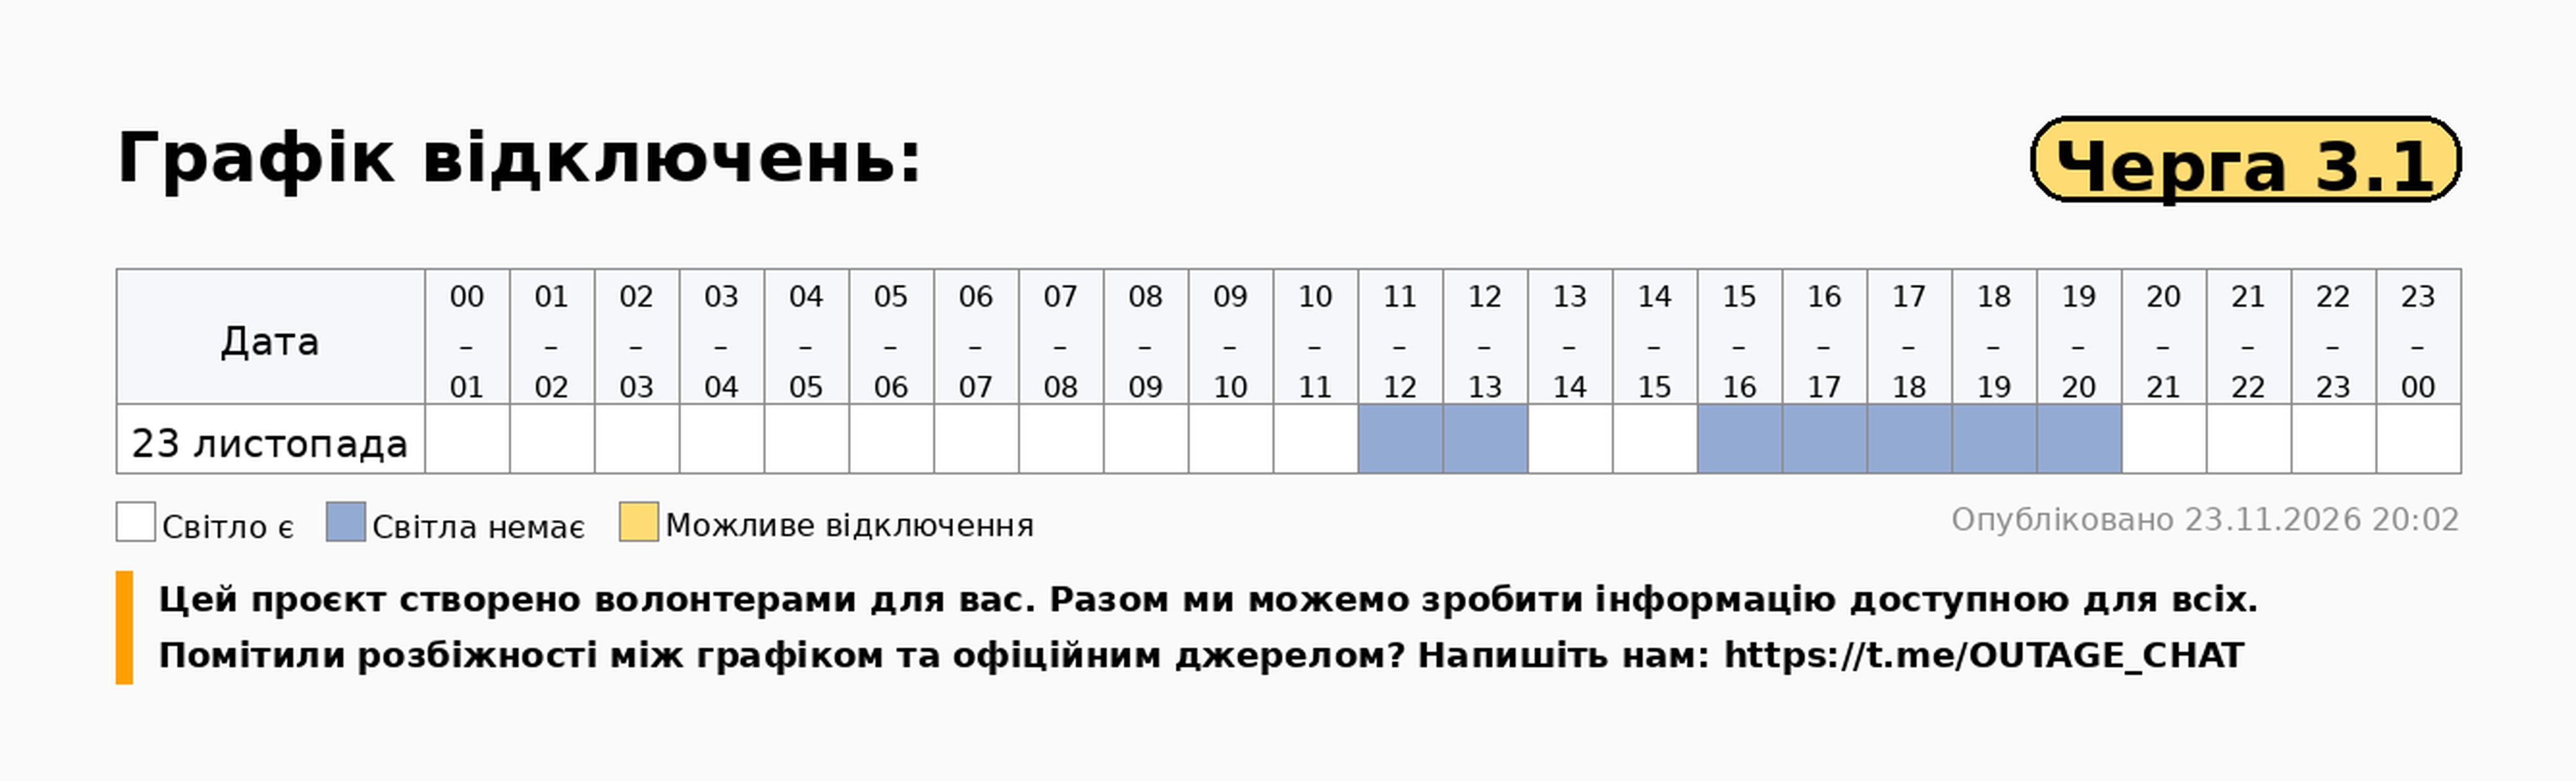 Графік відключень:
Черга 3.1
Дата
00 – 01
01 – 02
02 – 03
03 – 04
04 – 05
05 – 06
06 – 07
07 – 08
08 – 09
09 – 10
10 – 11
11 – 12
12 – 13
13 – 14
14 – 15
15 – 16
16 – 17
17 – 18
18 – 19
19 – 20
20 – 21
21 – 22
22 – 23
23 – 00
23 листопада
Світло є
Світла немає
Можливе відключення
Опубліковано 23.11.2026 20:02
Цей проєкт створено волонтерами для вас. Разом ми можемо зробити інформацію доступною для всіх.
Помітили розбіжності між графіком та офіційним джерелом? Напишіть нам: https://t.me/OUTAGE_CHAT